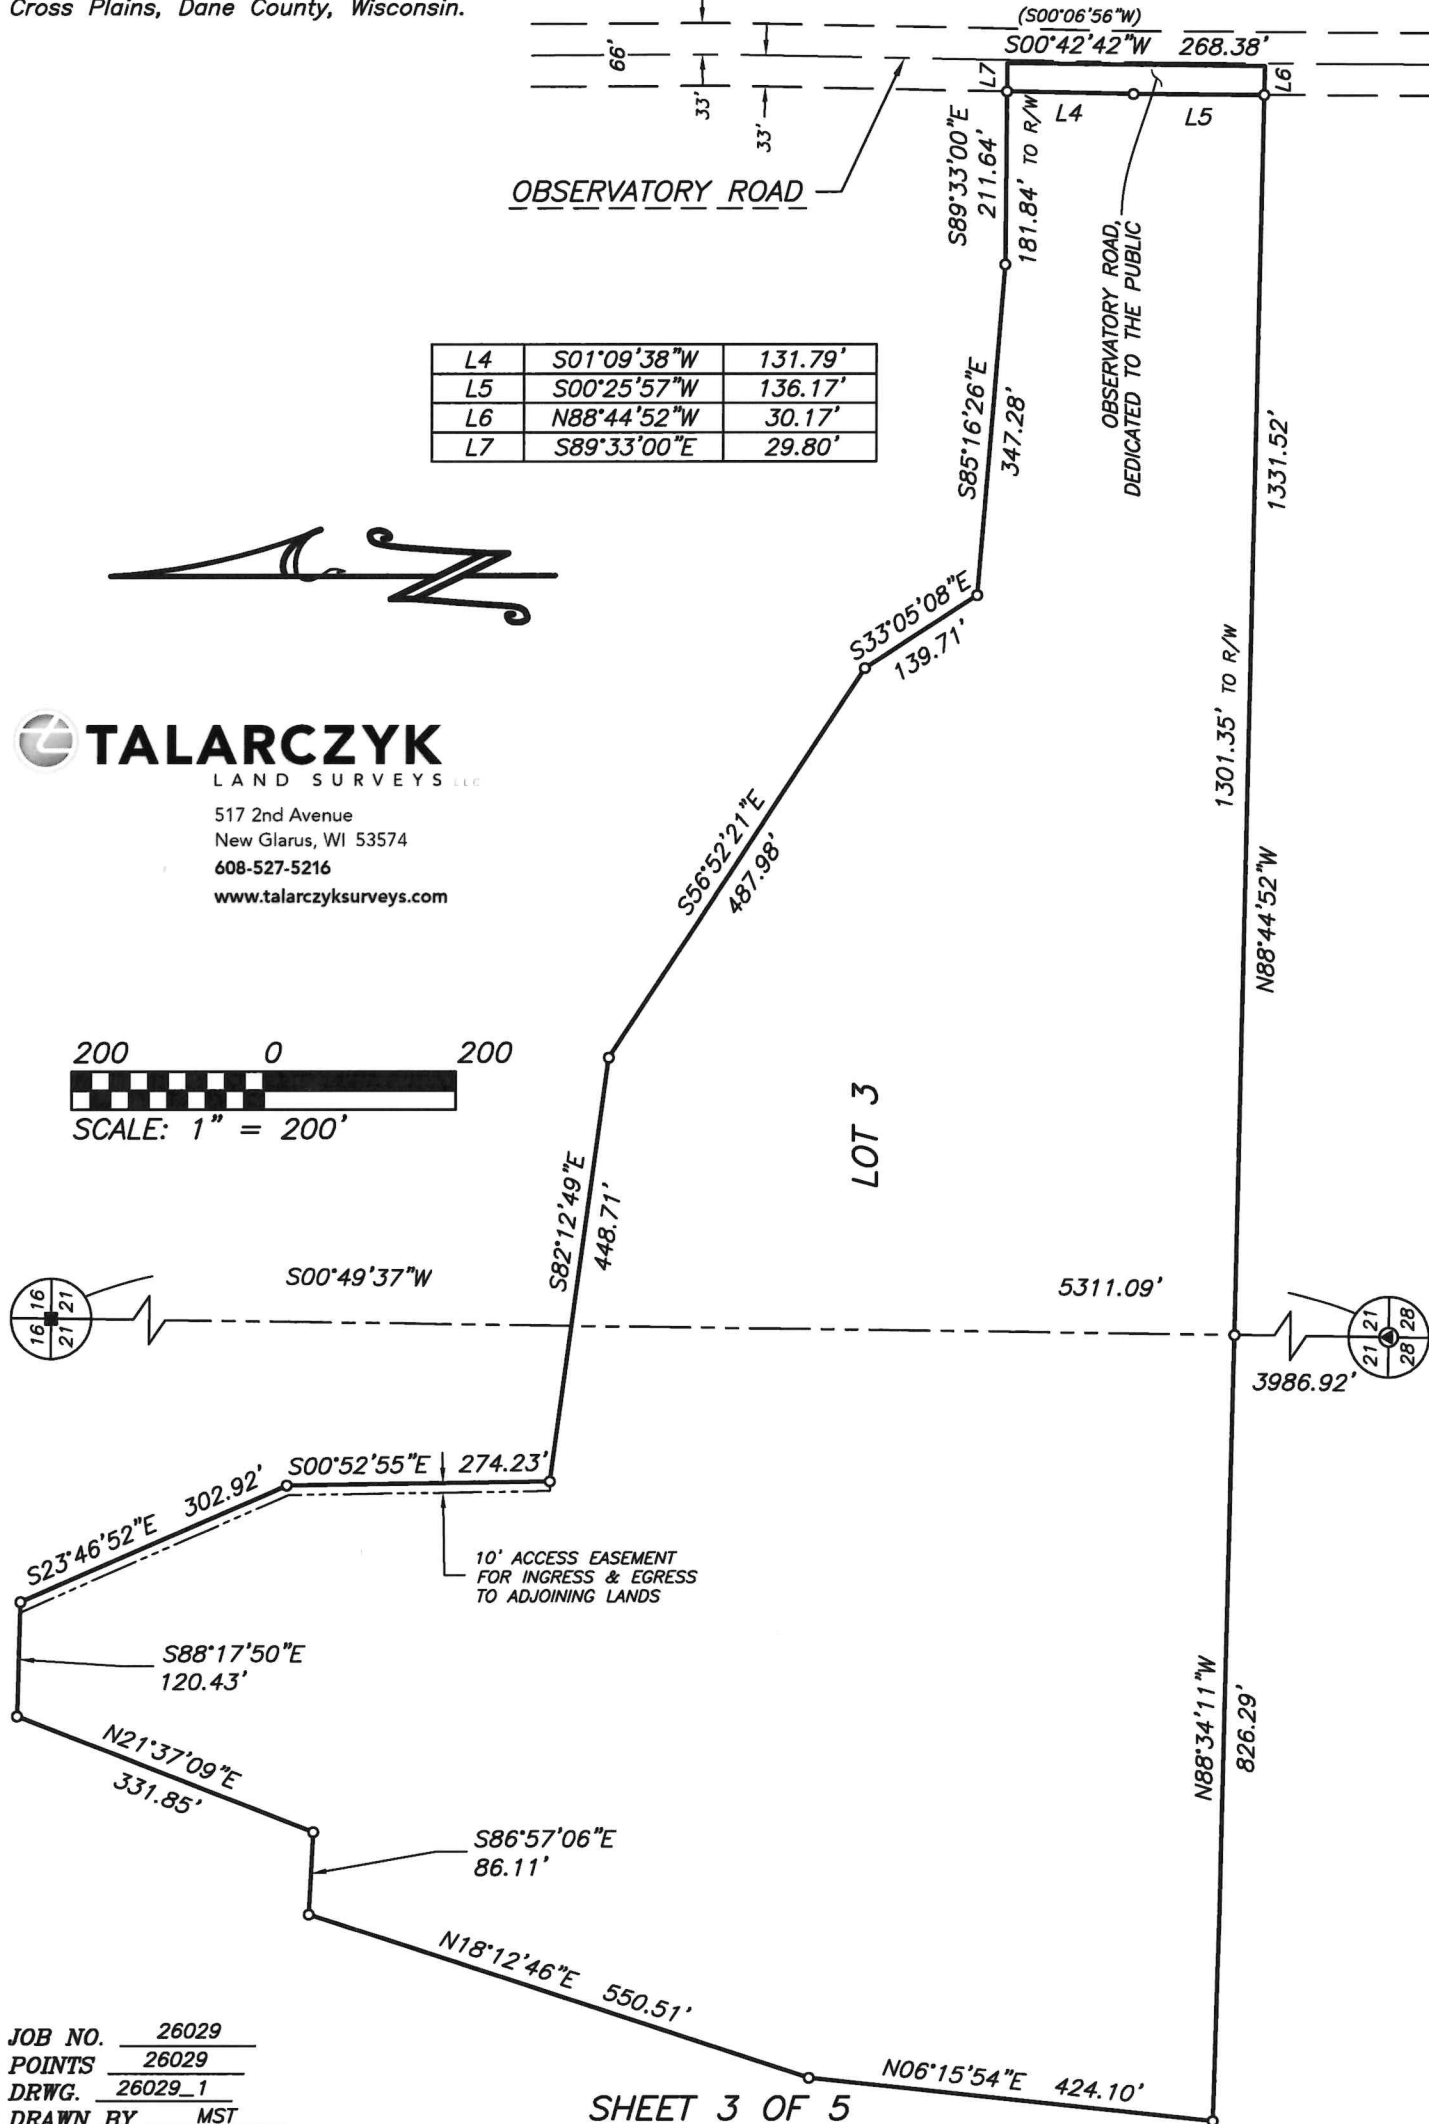 Cross Plains, Dane County, Wisconsin.
(S00°06'56"W)
S00°42'42"W 268.38'
66'
33'
33'
L7
L6
L4
L5
OBSERVATORY ROAD
S89°33'00"E
211.64'
181.84' TO R/W
OBSERVATORY ROAD,
DEDICATED TO THE PUBLIC
L4 S01°09'38"W 131.79'
L5 S00°25'57"W 136.17'
L6 N88°44'52"W 30.17'
L7 S89°33'00"E 29.80'
S85°16'26"E
347.28'
1331.52'
N
S33°05'08"E
139.71'
1301.35' TO R/W
TALARCZYK
LAND SURVEYS LLC
517 2nd Avenue
New Glarus, WI 53574
608-527-5216
www.talarczyksurveys.com
S56°52'21"E
487.98'
N88°44'52"W
200 0 200
SCALE: 1" = 200'
LOT 3
S82°12'49"E
448.71'
16 16
21 21
S00°49'37"W
5311.09'
21 21
28 28
3986.92'
S00°52'55"E 274.23'
S23°46'52"E 302.92'
10' ACCESS EASEMENT
FOR INGRESS & EGRESS
TO ADJOINING LANDS
S88°17'50"E
120.43'
N21°37'09"E
331.85'
N88°34'11"W
826.29'
S86°57'06"E
86.11'
N18°12'46"E 550.51'
N06°15'54"E 424.10'
JOB NO. 26029
POINTS 26029
DRWG. 26029_1
DRAWN BY MST
SHEET 3 OF 5